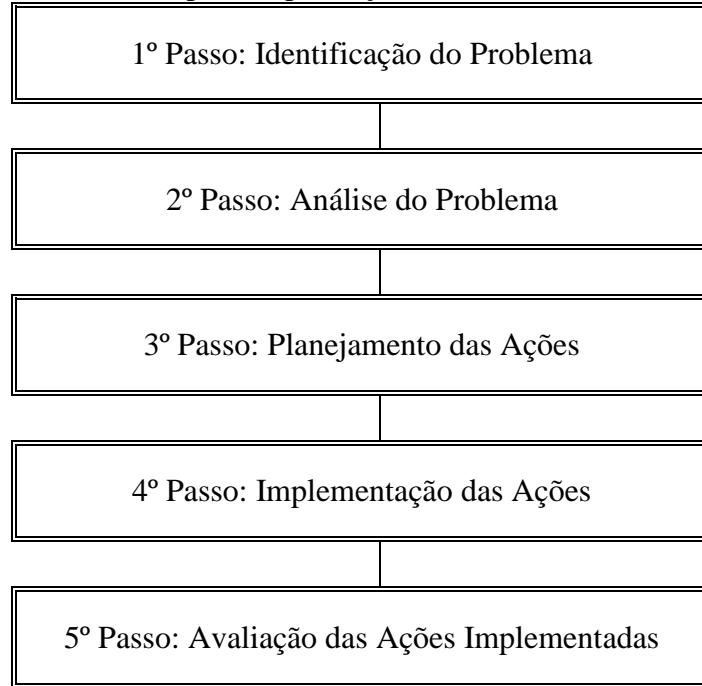 1º Passo: Identificação do Problema
2º Passo: Análise do Problema
3º Passo: Planejamento das Ações
4º Passo: Implementação das Ações
5º Passo: Avaliação das Ações Implementadas